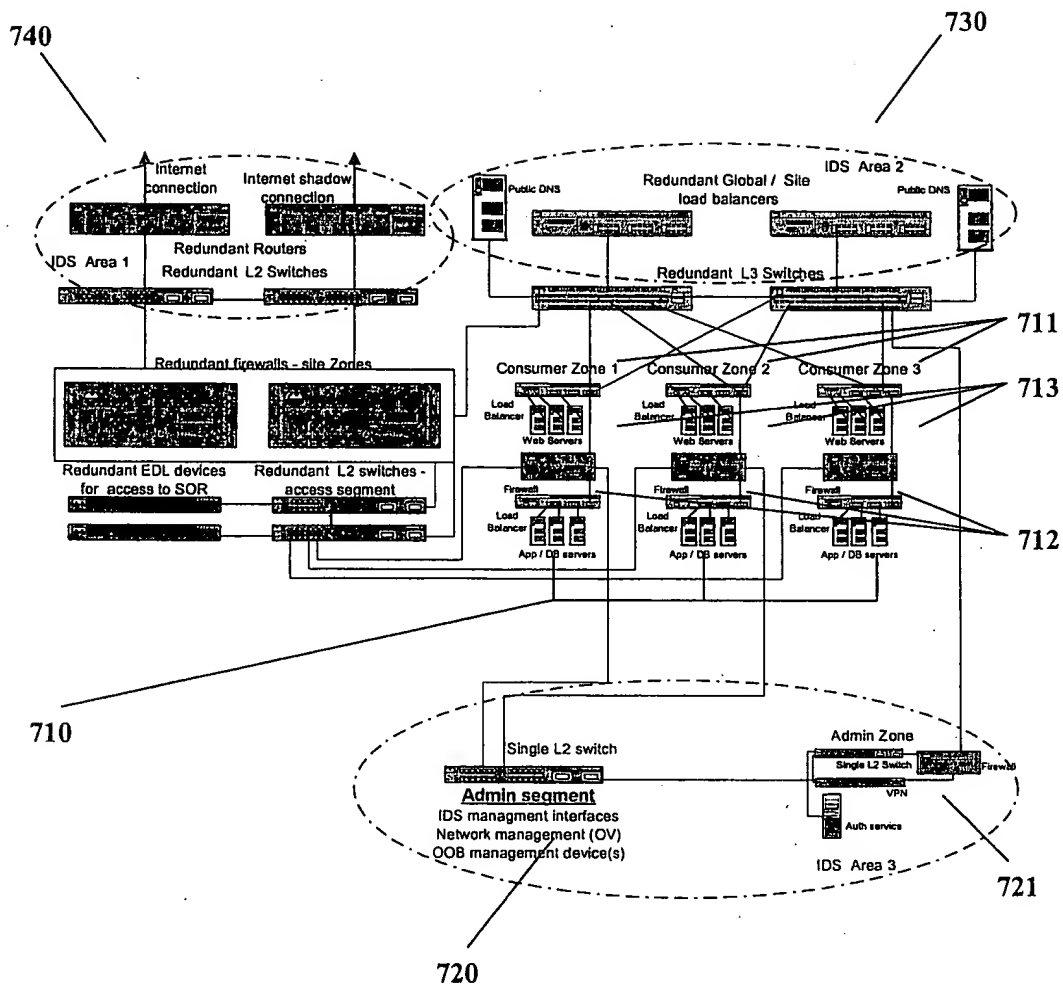 740
730
Internet
connection
Internet shadow
connection
Redundant Routers
IDS Area 1
Redundant L2 Switches
Public DNS
Redundant Global / Site
load balancers
IDS Area 2
Public DNS
Redundant L3 Switches
711
713
712
Redundant firewalls - site Zones
Redundant EDL devices
for access to SOR
Redundant L2 switches -
access segment
Consumer Zone 1
Load
Balancer
Web Servers
Firewall
Load
Balancer
App / DB servers
Consumer Zone 2
Load
Balancer
Web Servers
Firewall
Load
Balancer
App / DB servers
Consumer Zone 3
Load
Balancer
Web Servers
Firewall
Load
Balancer
App / DB servers
710
Single L2 switch
Admin segment
IDS managment interfaces
Network management (OV)
OOB management device(s)
Admin Zone
Single L2 Switch
Firewall
VPN
Auth service
IDS Area 3
721
720